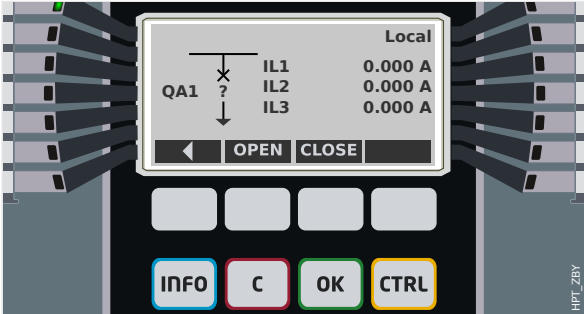 Local
IL1 0.000 A
QA1 ? IL2 0.000 A
IL3 0.000 A
OPEN CLOSE
INFO C OK CTRL
HPT_ZBY